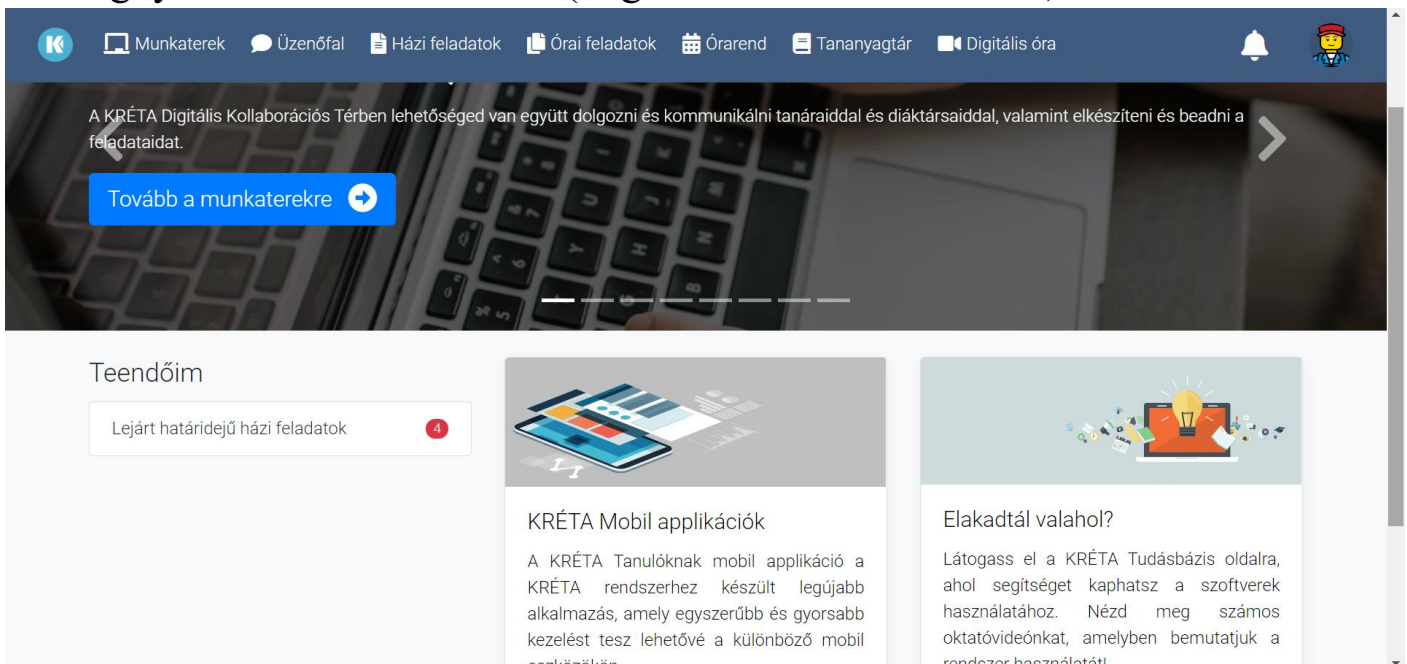 Munkaterek Üzenőfal Házi feladatok Órai feladatok Órarend Tananyagtár Digitális óra
A KRÉTA Digitális Kollaborációs Térben lehetőséged van együtt dolgozni és kommunikálni tanáraiddal és diáktársaiddal, valamint elkészíteni és beadni a
feladataidat.
Tovább a munkaterekre
Teendőim
Lejárt határidejű házi feladatok 4
KRÉTA Mobil applikációk
A KRÉTA Tanulóknak mobil applikáció a
KRÉTA rendszerhez készült legújabb
alkalmazás, amely egyszerűbb és gyorsabb
kezelést tesz lehetővé a különböző mobil
Elakadtál valahol?
Látogass el a KRÉTA Tudásbázis oldalra,
ahol segítséget kaphatsz a szoftverek
használatához. Nézd meg számos
oktatóvideónkat, amelyben bemutatjuk a
rendszer használatát!